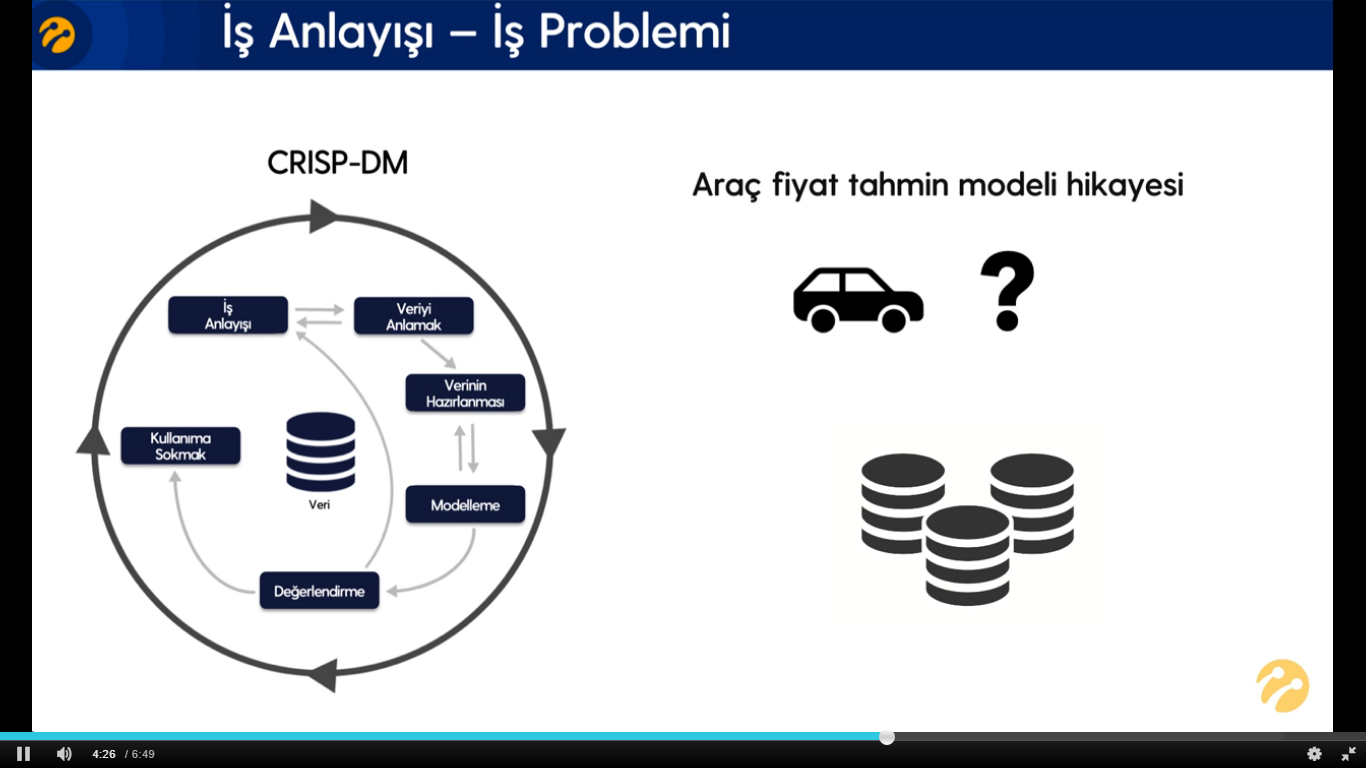 İş Anlayışı – İş Problemi
CRISP-DM
Araç fiyat tahmin modeli hikayesi
İş
Anlayışı
Veriyi
Anlamak
Verinin
Hazırlanması
Kullanıma
Sokmak
Veri
Modelleme
Değerlendirme
?
4:26 / 6:49